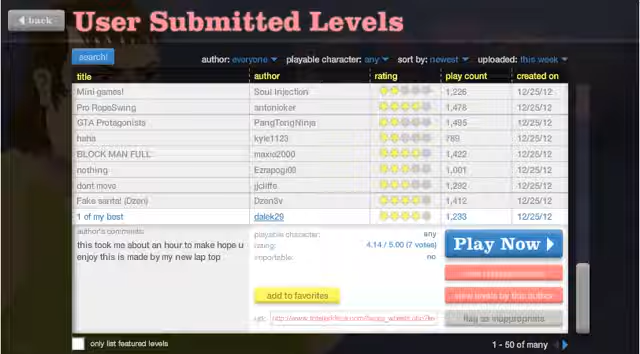 back
User Submitted Levels
search!
author: everyone playable character: any sort by: newest uploaded: this week
title author rating play count created on
Mini games! Soul Injection 1,226 12/25/12
Pro RopeSwing antonioker 1,478 12/25/12
GTA Protagonists PangTongNinja 1,495 12/25/12
haha kyle1123 789 12/25/12
BLOCK MAN FULL maxio2000 1,422 12/25/12
nothing Ezrapogi03 1,001 12/25/12
dont move jjcliffe 1,292 12/25/12
Fake santa! (Dzen) Dzen3v 1,412 12/25/12
1 of my best dalek29 1,233 12/25/12
author's comments:
this took me about an hour to make hope u
enjoy this is made by my new lap top
playable character: any
rating: 4.14 / 5.00 (7 votes)
importable: no
Play Now
view levels by this author
add to favorites
flag as inappropriate
url:
only list featured levels
1 - 50 of many